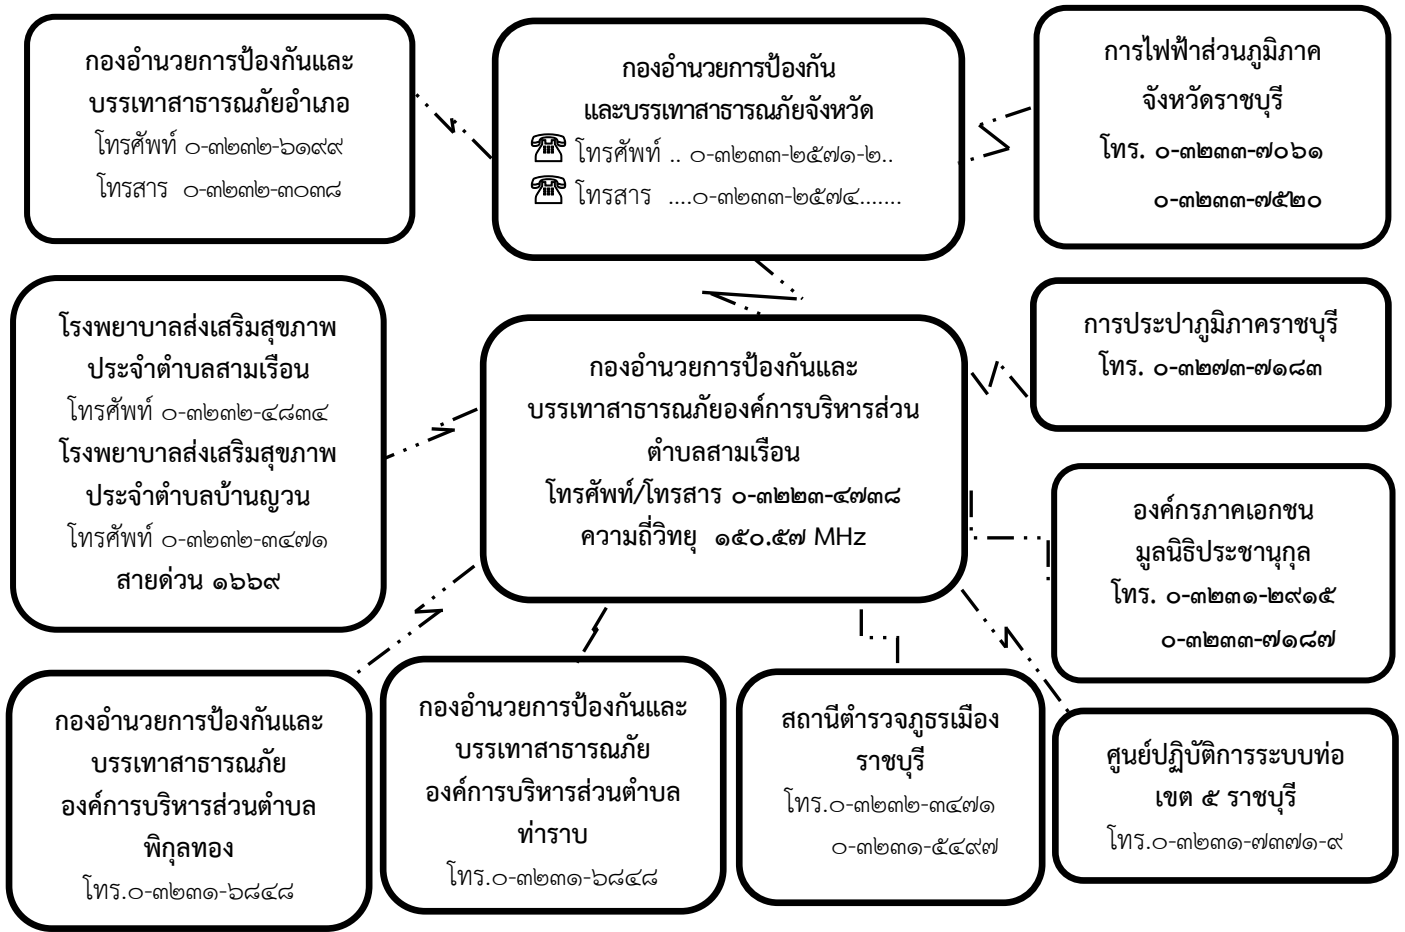 กองอำนวยการป้องกันและ
บรรเทาสาธารณภัยอำเภอ
โทรศัพท์ ๐-๓๒๓๒-๖๑๙๙
โทรสาร ๐-๓๒๓๒-๓๐๓๘
กองอำนวยการป้องกัน
และบรรเทาสาธารณภัยจังหวัด
โทรศัพท์ .. ๐-๓๒๓๓-๒๕๗๑-๒..
โทรสาร ....๐-๓๒๓๓-๒๕๗๔.......
การไฟฟ้าส่วนภูมิภาค
จังหวัดราชบุรี
โทร. ๐-๓๒๓๓-๗๐๖๑
๐-๓๒๓๓-๗๕๒๐
โรงพยาบาลส่งเสริมสุขภาพ
ประจำตำบลสามเรือน
โทรศัพท์ ๐-๓๒๓๒-๔๘๓๔
โรงพยาบาลส่งเสริมสุขภาพ
ประจำตำบลบ้านญวน
โทรศัพท์ ๐-๓๒๓๒-๓๔๗๑
สายด่วน ๑๖๖๙
กองอำนวยการป้องกันและ
บรรเทาสาธารณภัยองค์การบริหารส่วน
ตำบลสามเรือน
โทรศัพท์/โทรสาร ๐-๓๒๒๓-๔๗๓๘
ความถี่วิทยุ ๑๕๐.๕๗ MHz
การประปาภูมิภาคราชบุรี
โทร. ๐-๓๒๗๓-๗๑๘๓
องค์กรภาคเอกชน
มูลนิธิประชานุกุล
โทร. ๐-๓๒๓๑-๒๙๑๕
๐-๓๒๓๓-๗๑๘๗
กองอำนวยการป้องกันและ
บรรเทาสาธารณภัย
องค์การบริหารส่วนตำบล
พิกุลทอง
โทร.๐-๓๒๓๑-๖๘๔๘
กองอำนวยการป้องกันและ
บรรเทาสาธารณภัย
องค์การบริหารส่วนตำบล
ท่าราบ
โทร.๐-๓๒๓๑-๖๘๔๘
สถานีตำรวจภูธรเมือง
ราชบุรี
โทร.๐-๓๒๓๒-๓๔๗๑
๐-๓๒๓๑-๕๔๙๗
ศูนย์ปฏิบัติการระบบท่อ
เขต ๕ ราชบุรี
โทร.๐-๓๒๓๑-๗๓๗๑-๙